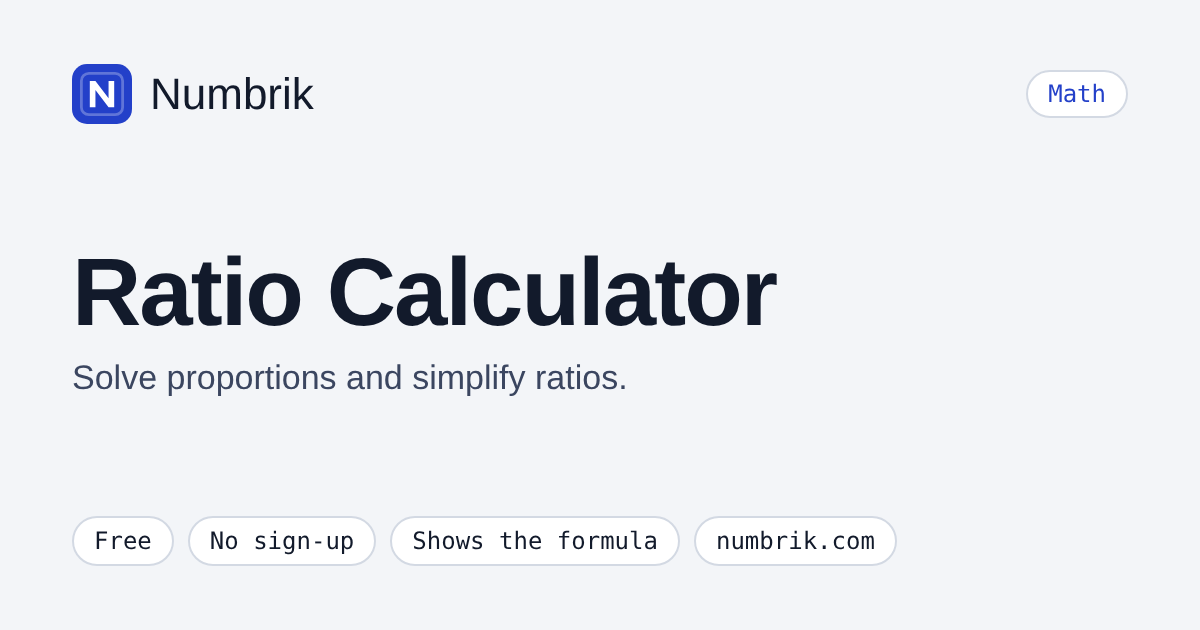 N Numbrik
Math
Ratio Calculator
Solve proportions and simplify ratios.
Free No sign-up Shows the formula numbrik.com